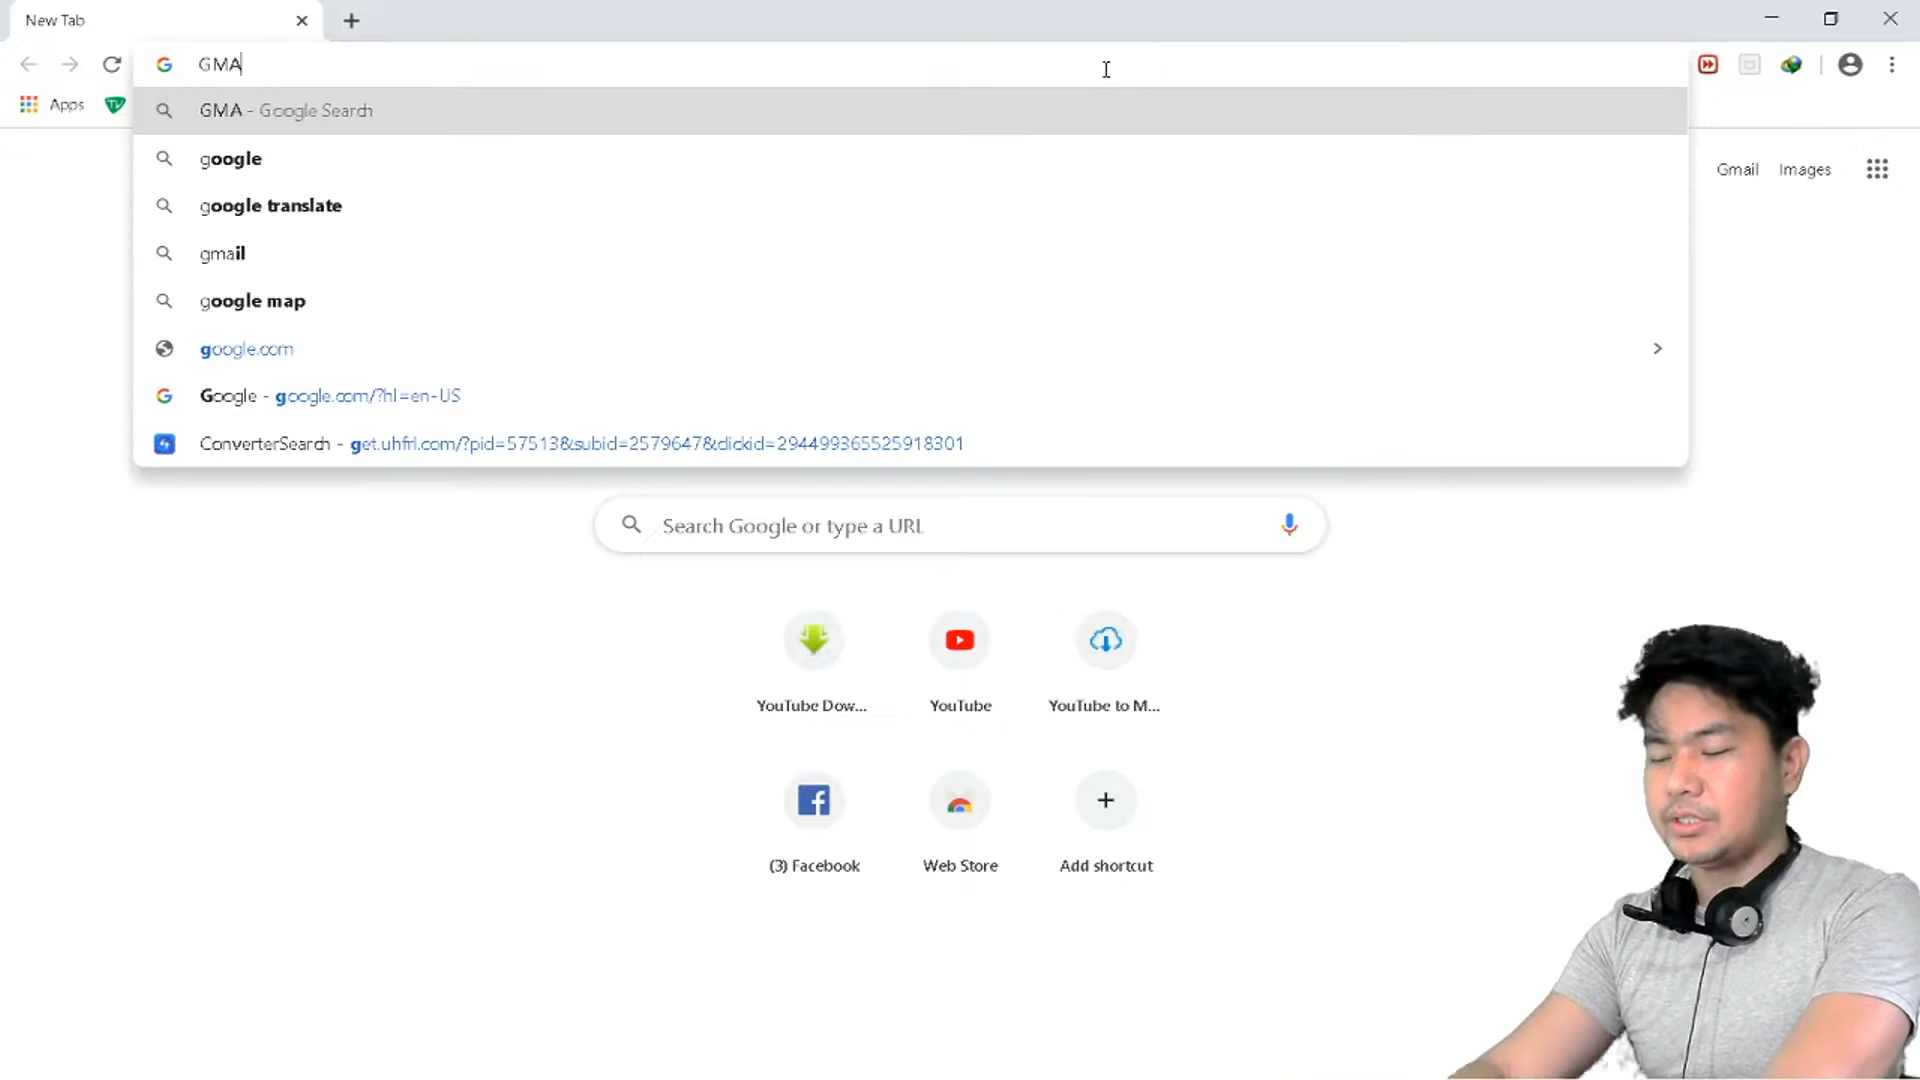 New Tab
GMA
Apps
GMA - Google Search
google
google translate
gmail
google map
google.com
Google - google.com/?hl=en-US
ConverterSearch - get.uhfrl.com/?pid=57513&subid=2579647&clickid=294499365525918301
Gmail Images
Search Google or type a URL
YouTube Dow... YouTube YouTube to M...
(3) Facebook Web Store Add shortcut